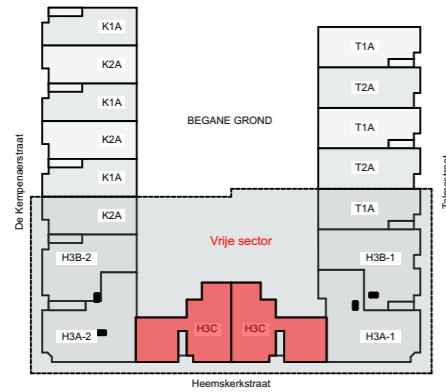 K1A
T1A
K2A
T2A
K1A
BEGANE GROND
T1A
K2A
T2A
K1A
K2A
T1A
De Kempenaerstraat
Talmastraat
Vrije sector
H3B-2
H3B-1
H3A-2
H3C
H3C
H3A-1
Heemskerkstraat